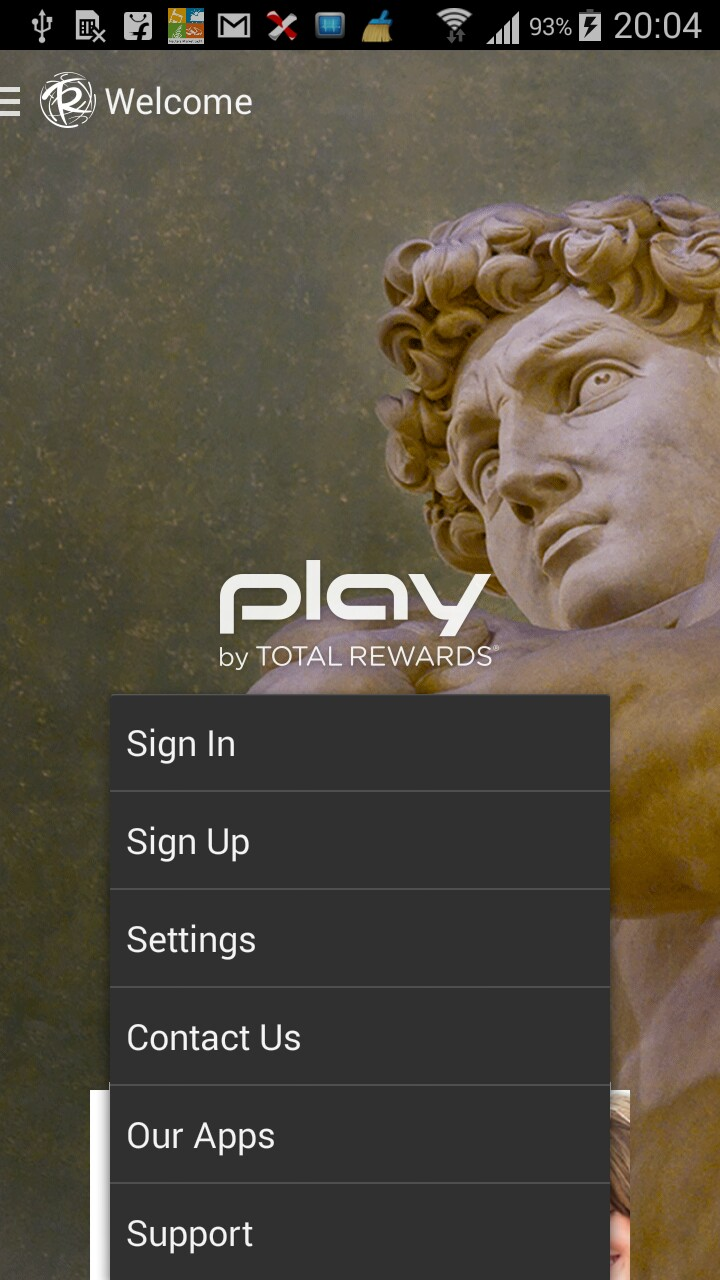 93% 20:04
Welcome
play
by TOTAL REWARDS®
Sign In
Sign Up
Settings
Contact Us
Our Apps
Support